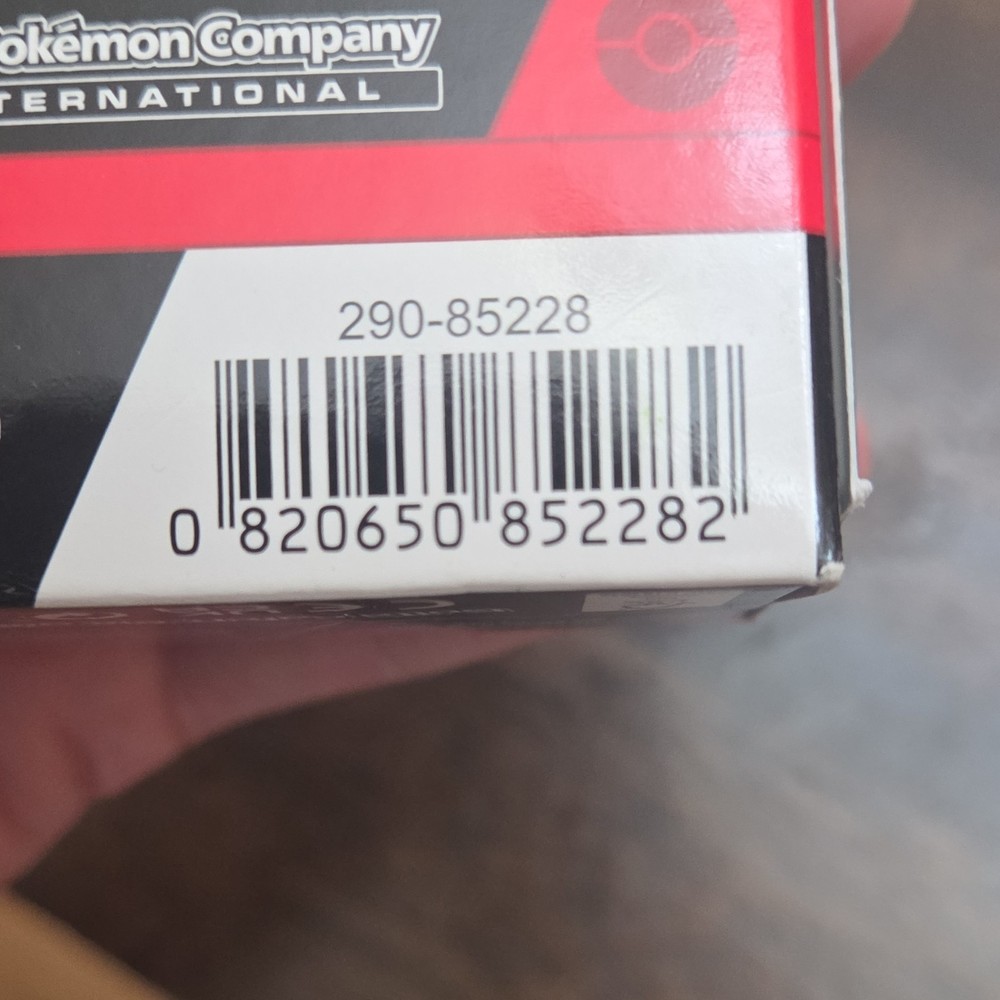 okémon Company
TERNATIONAL
290-85228
0 820650 852282